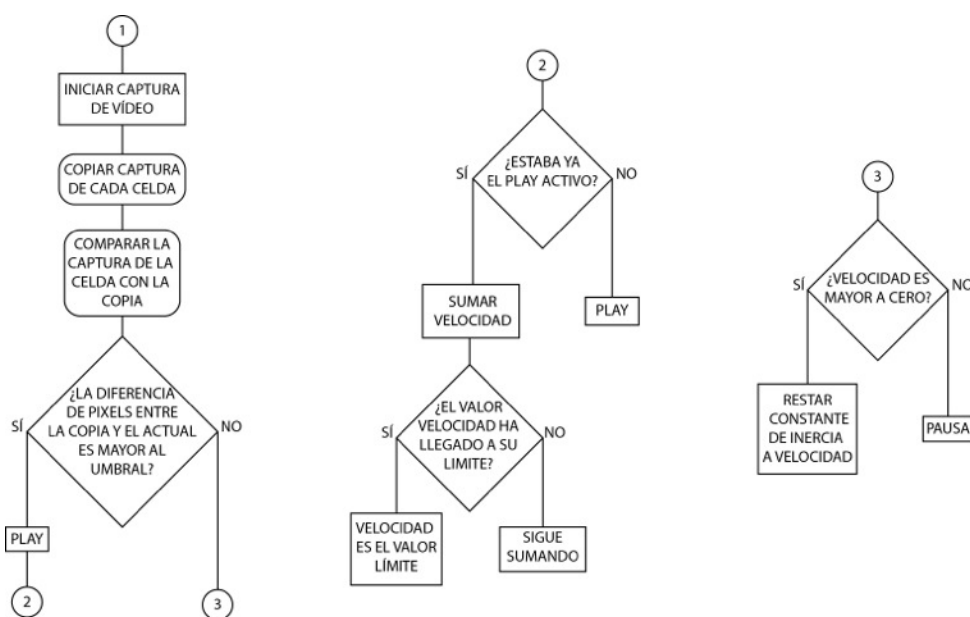 1
INICIAR CAPTURA
DE VÍDEO
COPIAR CAPTURA
DE CADA CELDA
COMPARAR LA
CAPTURA DE LA
CELDA CON LA
COPIA
¿LA DIFERENCIA
DE PIXELS ENTRE
LA COPIA Y EL ACTUAL
ES MAYOR AL
UMBRAL?
SÍ
NO
PLAY
2
3
2
¿ESTABA YA
EL PLAY ACTIVO?
SÍ
NO
SUMAR
VELOCIDAD
PLAY
¿EL VALOR
VELOCIDAD HA
LLEGADO A SU
LIMITE?
SÍ
NO
VELOCIDAD
ES EL VALOR
LÍMITE
SIGUE
SUMANDO
3
¿VELOCIDAD ES
MAYOR A CERO?
SÍ
NO
RESTAR
CONSTANTE
DE INERCIA
A VELOCIDAD
PAUSA